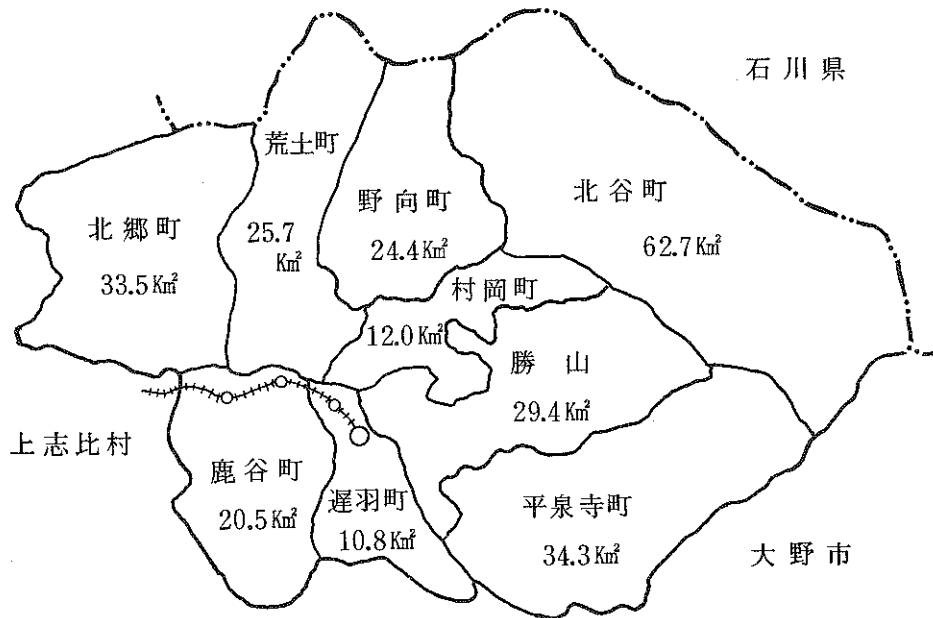 石川県
荒土町
25.7
K㎡
野向町
24.4K㎡
北谷町
62.7K㎡
北郷町
33.5K㎡
村岡町
12.0K㎡
勝山
29.4K㎡
上志比村
鹿谷町
20.5K㎡
遅羽町
10.8K㎡
平泉寺町
34.3K㎡
大野市